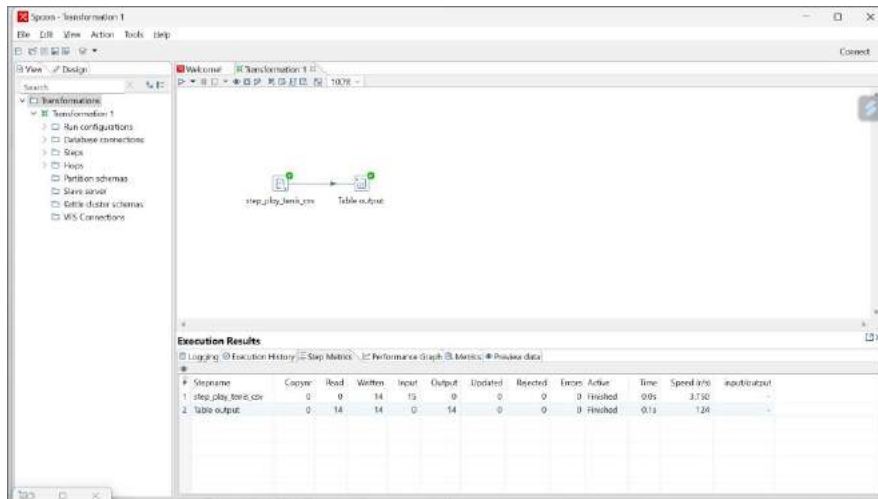 Spoon - Transformation 1
File Edit View Action Tools Help
Connect
View Design
Welcome! Transformation 1
Search
100%
Transformations
Transformation 1
Run configurations
Database connections
Steps
Hops
Partition schemas
Slave server
Kettle cluster schemas
VFS Connections
step_play_tenis_csv Table output
Execution Results
Logging Execution History Step Metrics Performance Graph Metrics Preview data
# Stepname Copynr Read Written Input Output Updated Rejected Errors Active Time Speed (r/s) input/output
1 step_play_tenis_csv 0 0 14 15 0 0 0 0 Finished 0.0s 3,750 -
2 Table output 0 14 14 0 14 0 0 0 Finished 0.1s 124 -